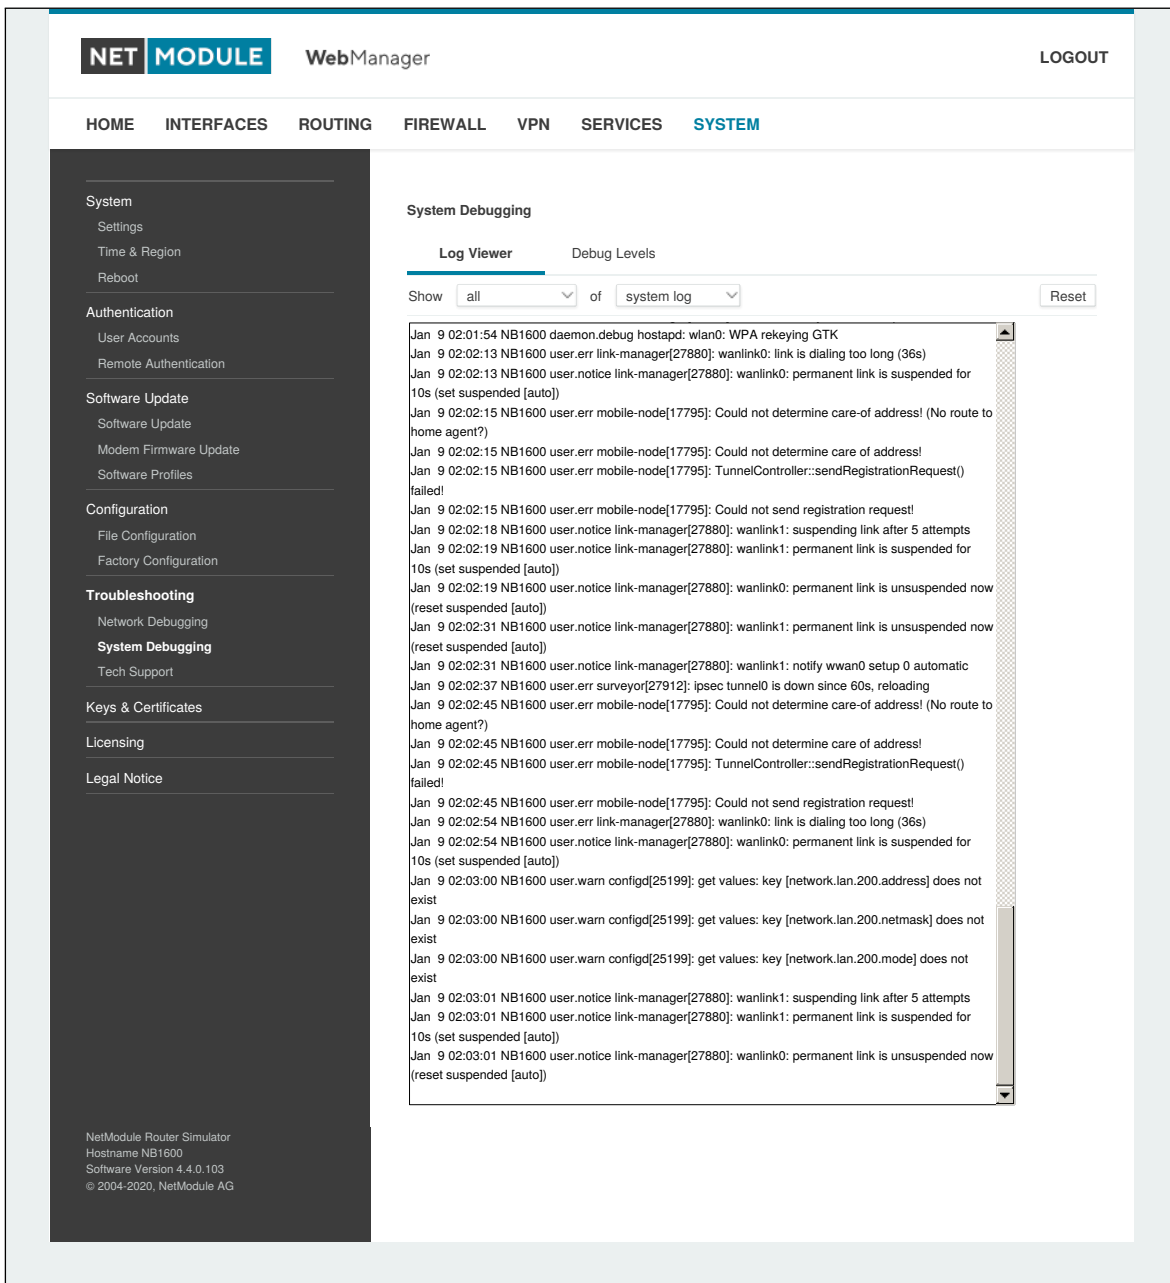 NET MODULE WebManager LOGOUT
HOME INTERFACES ROUTING FIREWALL VPN SERVICES SYSTEM
System
Settings
Time & Region
Reboot
Authentication
User Accounts
Remote Authentication
Software Update
Software Update
Modem Firmware Update
Software Profiles
Configuration
File Configuration
Factory Configuration
Troubleshooting
Network Debugging
System Debugging
Tech Support
Keys & Certificates
Licensing
Legal Notice
NetModule Router Simulator
Hostname NB1600
Software Version 4.4.0.103
© 2004-2020, NetModule AG
System Debugging
Log Viewer Debug Levels
Show all of system log Reset
Jan 9 02:01:54 NB1600 daemon.debug hostapd: wlan0: WPA rekeying GTK
Jan 9 02:02:13 NB1600 user.err link-manager[27880]: wanlink0: link is dialing too long (36s)
Jan 9 02:02:13 NB1600 user.notice link-manager[27880]: wanlink0: permanent link is suspended for
10s (set suspended [auto])
Jan 9 02:02:15 NB1600 user.err mobile-node[17795]: Could not determine care-of address! (No route to
home agent?)
Jan 9 02:02:15 NB1600 user.err mobile-node[17795]: Could not determine care of address!
Jan 9 02:02:15 NB1600 user.err mobile-node[17795]: TunnelController::sendRegistrationRequest()
failed!
Jan 9 02:02:15 NB1600 user.err mobile-node[17795]: Could not send registration request!
Jan 9 02:02:18 NB1600 user.notice link-manager[27880]: wanlink1: suspending link after 5 attempts
Jan 9 02:02:19 NB1600 user.notice link-manager[27880]: wanlink1: permanent link is suspended for
10s (set suspended [auto])
Jan 9 02:02:19 NB1600 user.notice link-manager[27880]: wanlink0: permanent link is unsuspended now
(reset suspended [auto])
Jan 9 02:02:31 NB1600 user.notice link-manager[27880]: wanlink1: permanent link is unsuspended now
(reset suspended [auto])
Jan 9 02:02:31 NB1600 user.notice link-manager[27880]: wanlink1: notify wwan0 setup 0 automatic
Jan 9 02:02:37 NB1600 user.err surveyor[27912]: ipsec tunnel0 is down since 60s, reloading
Jan 9 02:02:45 NB1600 user.err mobile-node[17795]: Could not determine care-of address! (No route to
home agent?)
Jan 9 02:02:45 NB1600 user.err mobile-node[17795]: Could not determine care of address!
Jan 9 02:02:45 NB1600 user.err mobile-node[17795]: TunnelController::sendRegistrationRequest()
failed!
Jan 9 02:02:45 NB1600 user.err mobile-node[17795]: Could not send registration request!
Jan 9 02:02:54 NB1600 user.err link-manager[27880]: wanlink0: link is dialing too long (36s)
Jan 9 02:02:54 NB1600 user.notice link-manager[27880]: wanlink0: permanent link is suspended for
10s (set suspended [auto])
Jan 9 02:03:00 NB1600 user.warn configd[25199]: get values: key [network.lan.200.address] does not
exist
Jan 9 02:03:00 NB1600 user.warn configd[25199]: get values: key [network.lan.200.netmask] does not
exist
Jan 9 02:03:00 NB1600 user.warn configd[25199]: get values: key [network.lan.200.mode] does not
exist
Jan 9 02:03:01 NB1600 user.notice link-manager[27880]: wanlink1: suspending link after 5 attempts
Jan 9 02:03:01 NB1600 user.notice link-manager[27880]: wanlink1: permanent link is suspended for
10s (set suspended [auto])
Jan 9 02:03:01 NB1600 user.notice link-manager[27880]: wanlink0: permanent link is unsuspended now
(reset suspended [auto])